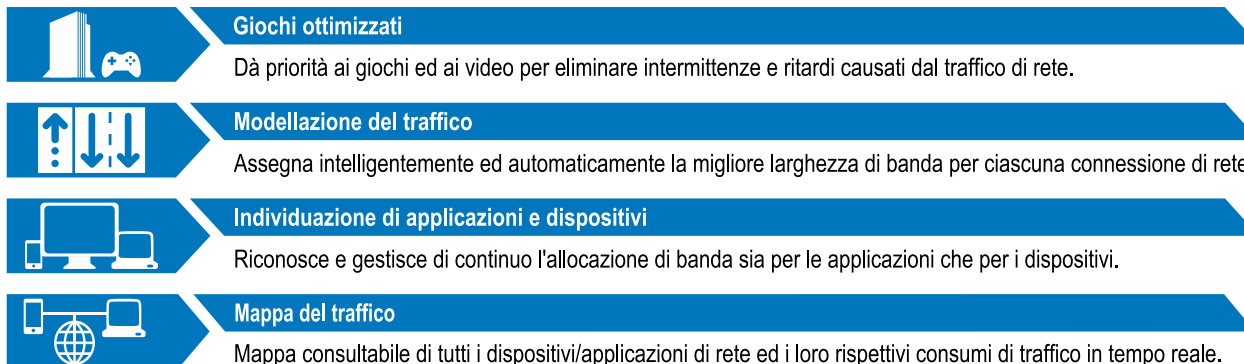 Giochi ottimizzati
Dà priorità ai giochi ed ai video per eliminare intermittenze e ritardi causati dal traffico di rete.
Modellazione del traffico
Assegna intelligentemente ed automaticamente la migliore larghezza di banda per ciascuna connessione di rete
Individuazione di applicazioni e dispositivi
Riconosce e gestisce di continuo l'allocazione di banda sia per le applicazioni che per i dispositivi.
Mappa del traffico
Mappa consultabile di tutti i dispositivi/applicazioni di rete ed i loro rispettivi consumi di traffico in tempo reale.